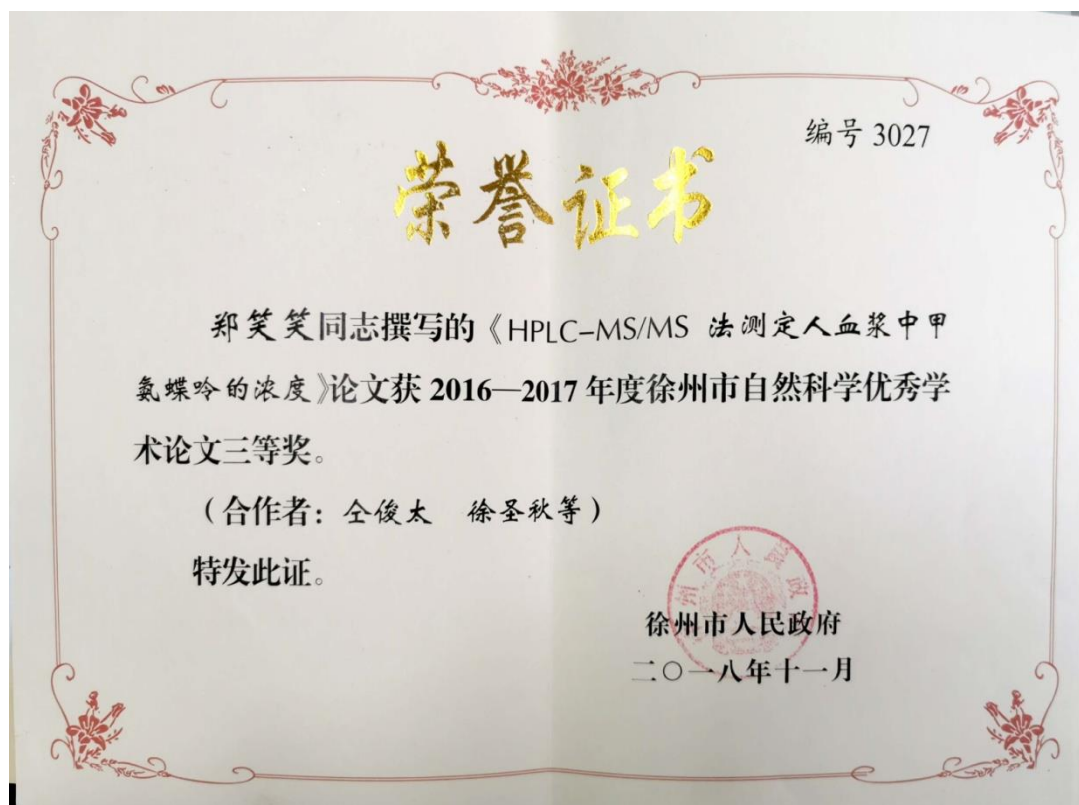 编号 3027
荣誉证书
郑笑笑同志撰写的《HPLC-MS/MS 法测定人血浆中甲
氨蝶呤的浓度》论文获 2016—2017 年度徐州市自然科学优秀学
术论文三等奖。
（合作者：仝俊太 徐圣秋等）
特发此证。
徐州市人民政府
二〇一八年十一月